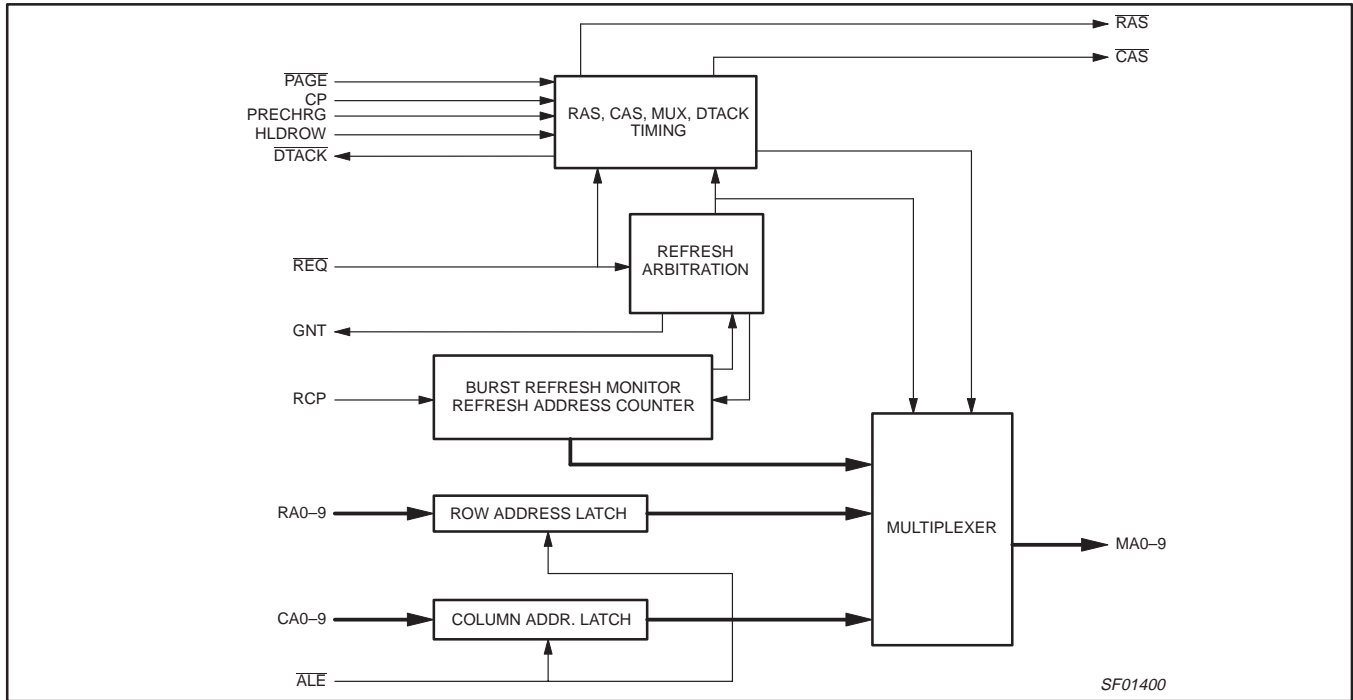 RAS
CAS
PAGE
CP
PRECHRG
HLDROW
DTACK
RAS, CAS, MUX, DTACK
TIMING
REFRESH
ARBITRATION
REQ
GNT
RCP
BURST REFRESH MONITOR
REFRESH ADDRESS COUNTER
RA0–9
ROW ADDRESS LATCH
MULTIPLEXER
MA0–9
CA0–9
COLUMN ADDR. LATCH
ALE
SF01400